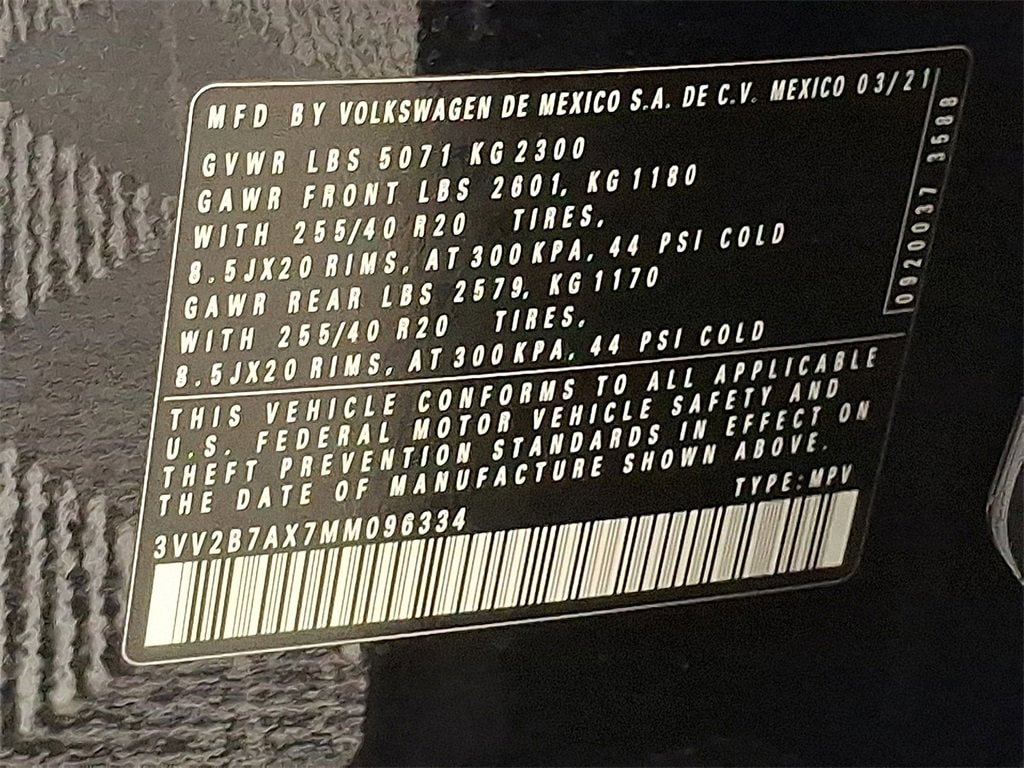 MFD BY VOLKSWAGEN DE MEXICO S.A. DE C.V. MEXICO 03/21
GVWR LBS 5071 KG 2300
GAWR FRONT LBS 2601, KG 1180
WITH 255/40 R20 TIRES,
8.5JX20 RIMS, AT 300 KPA, 44 PSI COLD
GAWR REAR LBS 2579, KG 1170
WITH 255/40 R20 TIRES,
8.5JX20 RIMS, AT 300 KPA, 44 PSI COLD
0920037 3588
THIS VEHICLE CONFORMS TO ALL APPLICABLE
U.S. FEDERAL MOTOR VEHICLE SAFETY AND
THEFT PREVENTION STANDARDS IN EFFECT ON
THE DATE OF MANUFACTURE SHOWN ABOVE.
TYPE: MPV
3VV2B7AX7MM096334